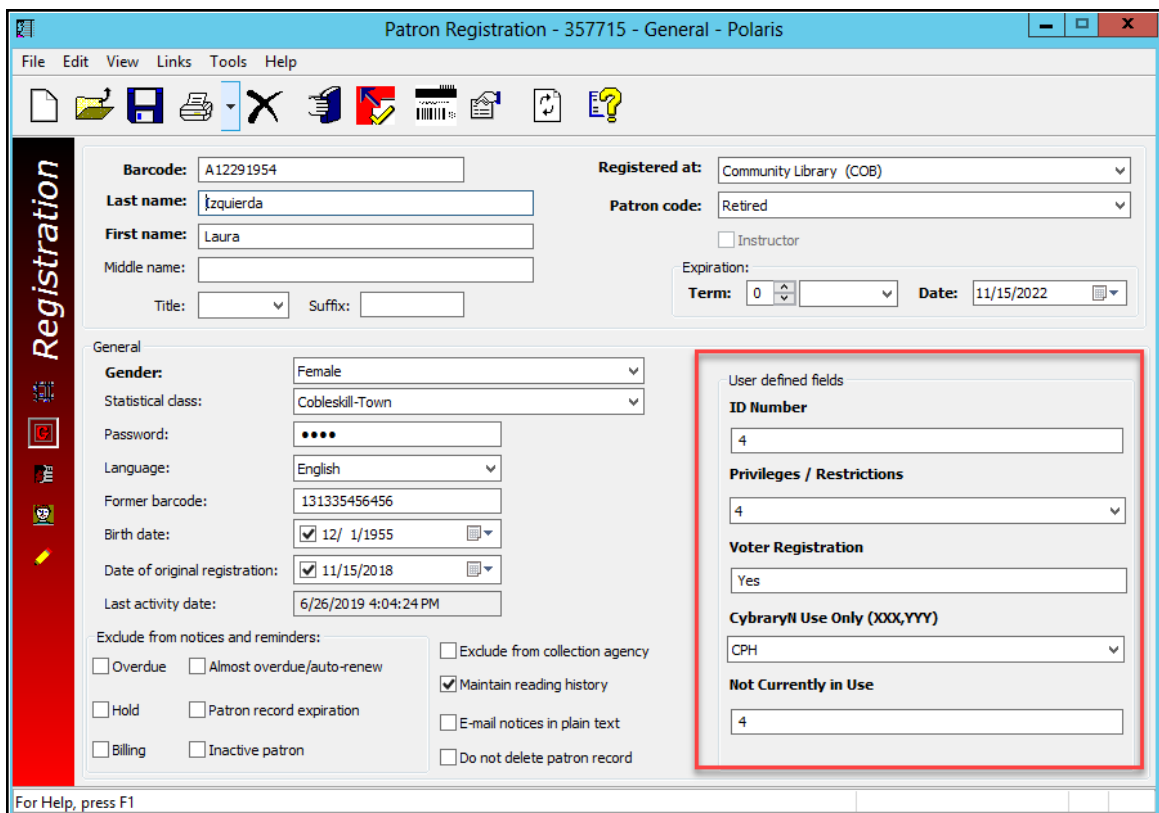 Patron Registration - 357715 - General - Polaris
File Edit View Links Tools Help
Registration
Barcode: A12291954 Registered at: Community Library (COB)
Last name: Izquierda Patron code: Retired
First name: Laura Instructor
Middle name: Expiration:
Title: Suffix: Term: 0 Date: 11/15/2022
General
Gender: Female
Statistical class: Cobleskill-Town
Password: ••••
Language: English
Former barcode: 131335456456
Birth date: 12/ 1/1955
Date of original registration: 11/15/2018
Last activity date: 6/26/2019 4:04:24 PM
Exclude from notices and reminders:
Overdue Almost overdue/auto-renew
Hold Patron record expiration
Billing Inactive patron
Exclude from collection agency
Maintain reading history
E-mail notices in plain text
Do not delete patron record
User defined fields
ID Number
4
Privileges / Restrictions
4
Voter Registration
Yes
CybraryN Use Only (XXX,YYY)
CPH
Not Currently in Use
4
For Help, press F1